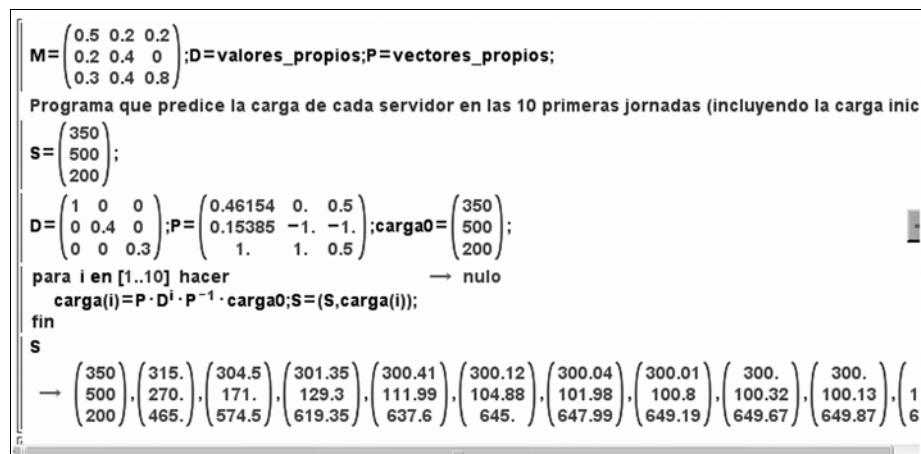 M=(0.5 0.2 0.2
0.2 0.4 0
0.3 0.4 0.8);D=valores_propios;P=vectores_propios;
Programa que predice la carga de cada servidor en las 10 primeras jornadas (incluyendo la carga inic
S=(350
500
200);
D=(1 0 0
0 0.4 0
0 0 0.3);P=(0.46154 0. 0.5
0.15385 −1. −1.
1. 1. 0.5);carga0=(350
500
200);
para i en [1..10] hacer → nulo
carga(i)=P·Dⁱ·P⁻¹·carga0;S=(S,carga(i));
fin
S
→ (350 500 200),(315. 270. 465.),(304.5 171. 574.5),(301.35 129.3 619.35),(300.41 111.99 637.6),(300.12 104.88 645.),(300.04 101.98 647.99),(300.01 100.8 649.19),(300. 100.32 649.67),(300. 100.13 649.87),(